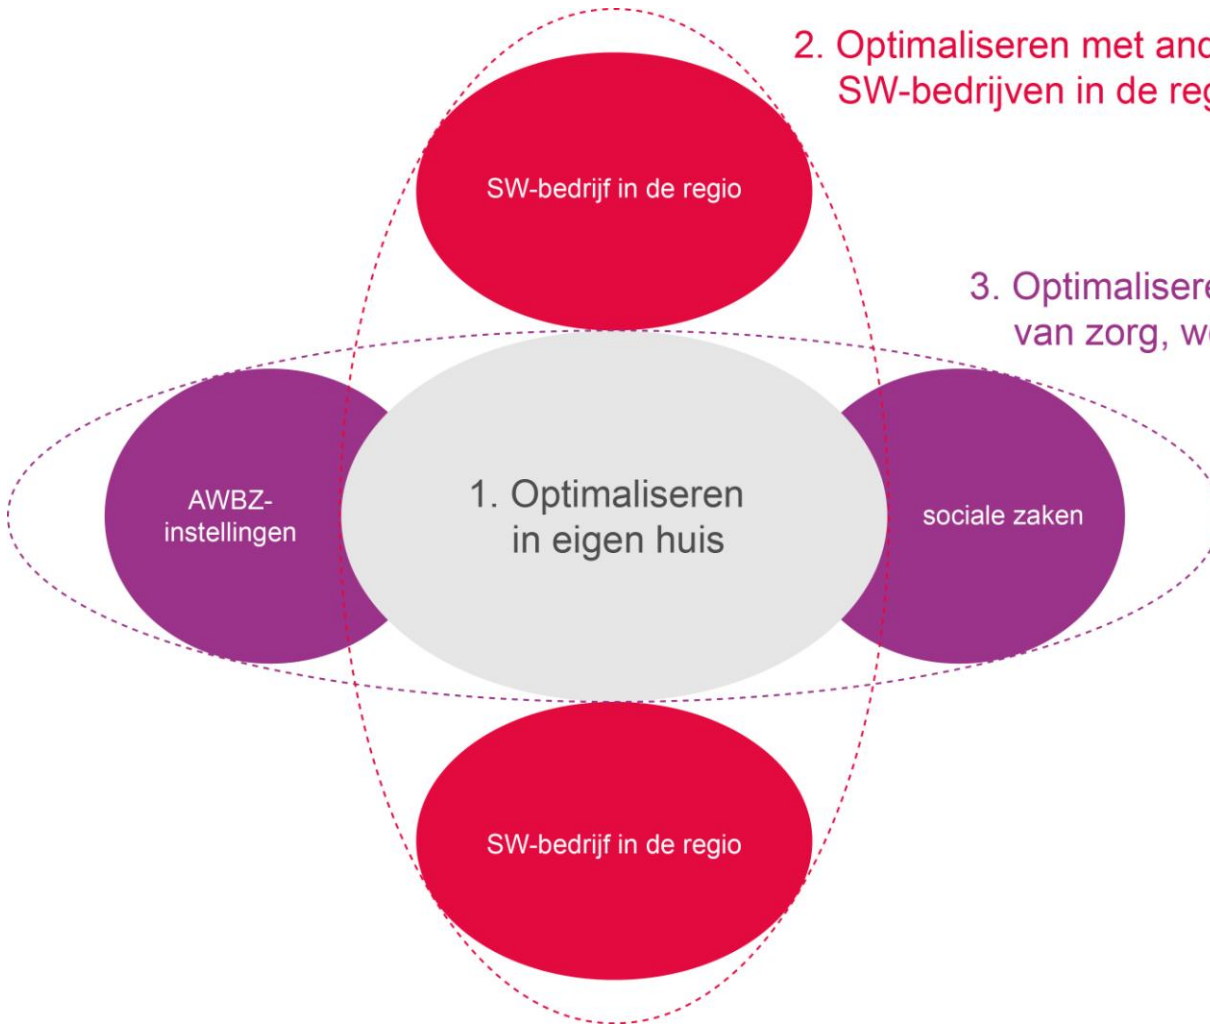 2. Optimaliseren met
SW-bedrijven in de
SW-bedrijf in de regio
3.
van zorg,
AWBZ-
instellingen
1. Optimaliseren
in eigen huis
sociale zaken
SW-bedrijf in de regio